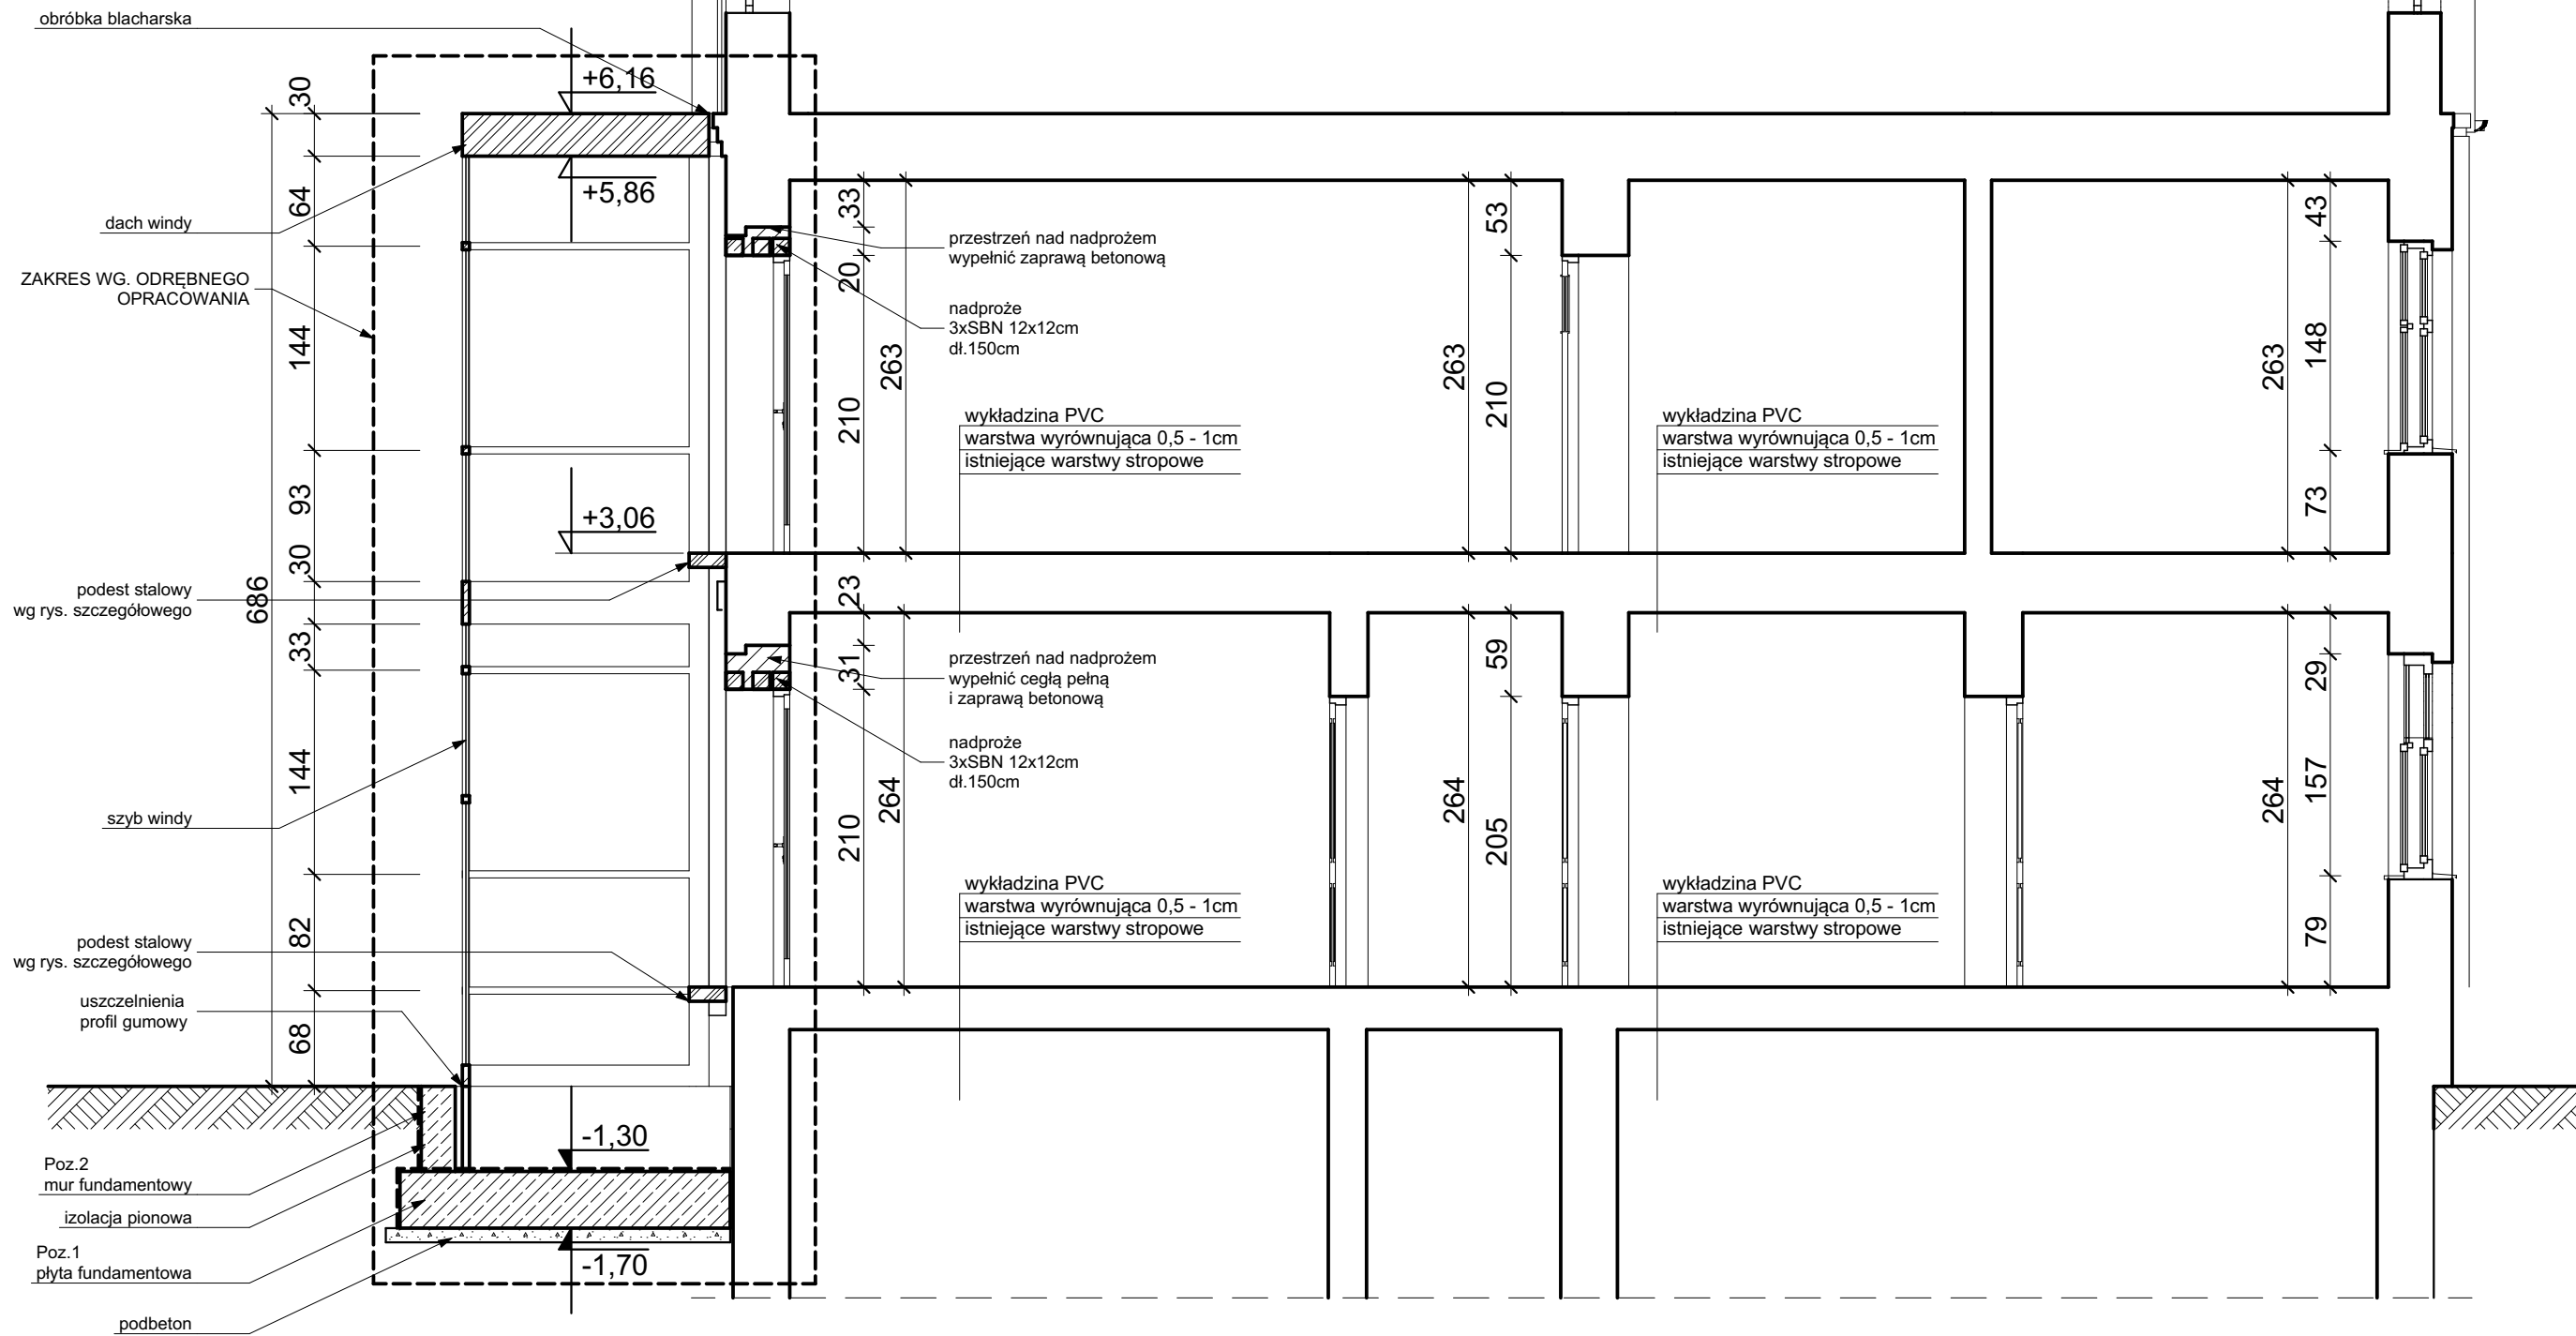 obróbka blacharska
+6,16
30
64
+5,86
dach windy
ZAKRES WG. ODRĘBNEGO
OPRACOWANIA
144
93
+3,06
30
686
podest stalowy
wg rys. szczegółowego
33
144
szyb windy
82
podest stalowy
wg rys. szczegółowego
uszczelnienia
profil gumowy
68
-1,30
Poz.2
mur fundamentowy
izolacja pionowa
Poz.1
płyta fundamentowa
-1,70
podbeton
33
20
210
263
przestrzeń nad nadprożem
wypełnić zaprawą betonową
nadproże
3xSBN 12x12cm
dł.150cm
wykładzina PVC
warstwa wyrównująca 0,5 - 1cm
istniejące warstwy stropowe
263
53
210
wykładzina PVC
warstwa wyrównująca 0,5 - 1cm
istniejące warstwy stropowe
263
43
148
73
23
31
210
264
przestrzeń nad nadprożem
wypełnić cegłą pełną
i zaprawą betonową
nadproże
3xSBN 12x12cm
dł.150cm
wykładzina PVC
warstwa wyrównująca 0,5 - 1cm
istniejące warstwy stropowe
264
59
205
wykładzina PVC
warstwa wyrównująca 0,5 - 1cm
istniejące warstwy stropowe
264
29
157
79